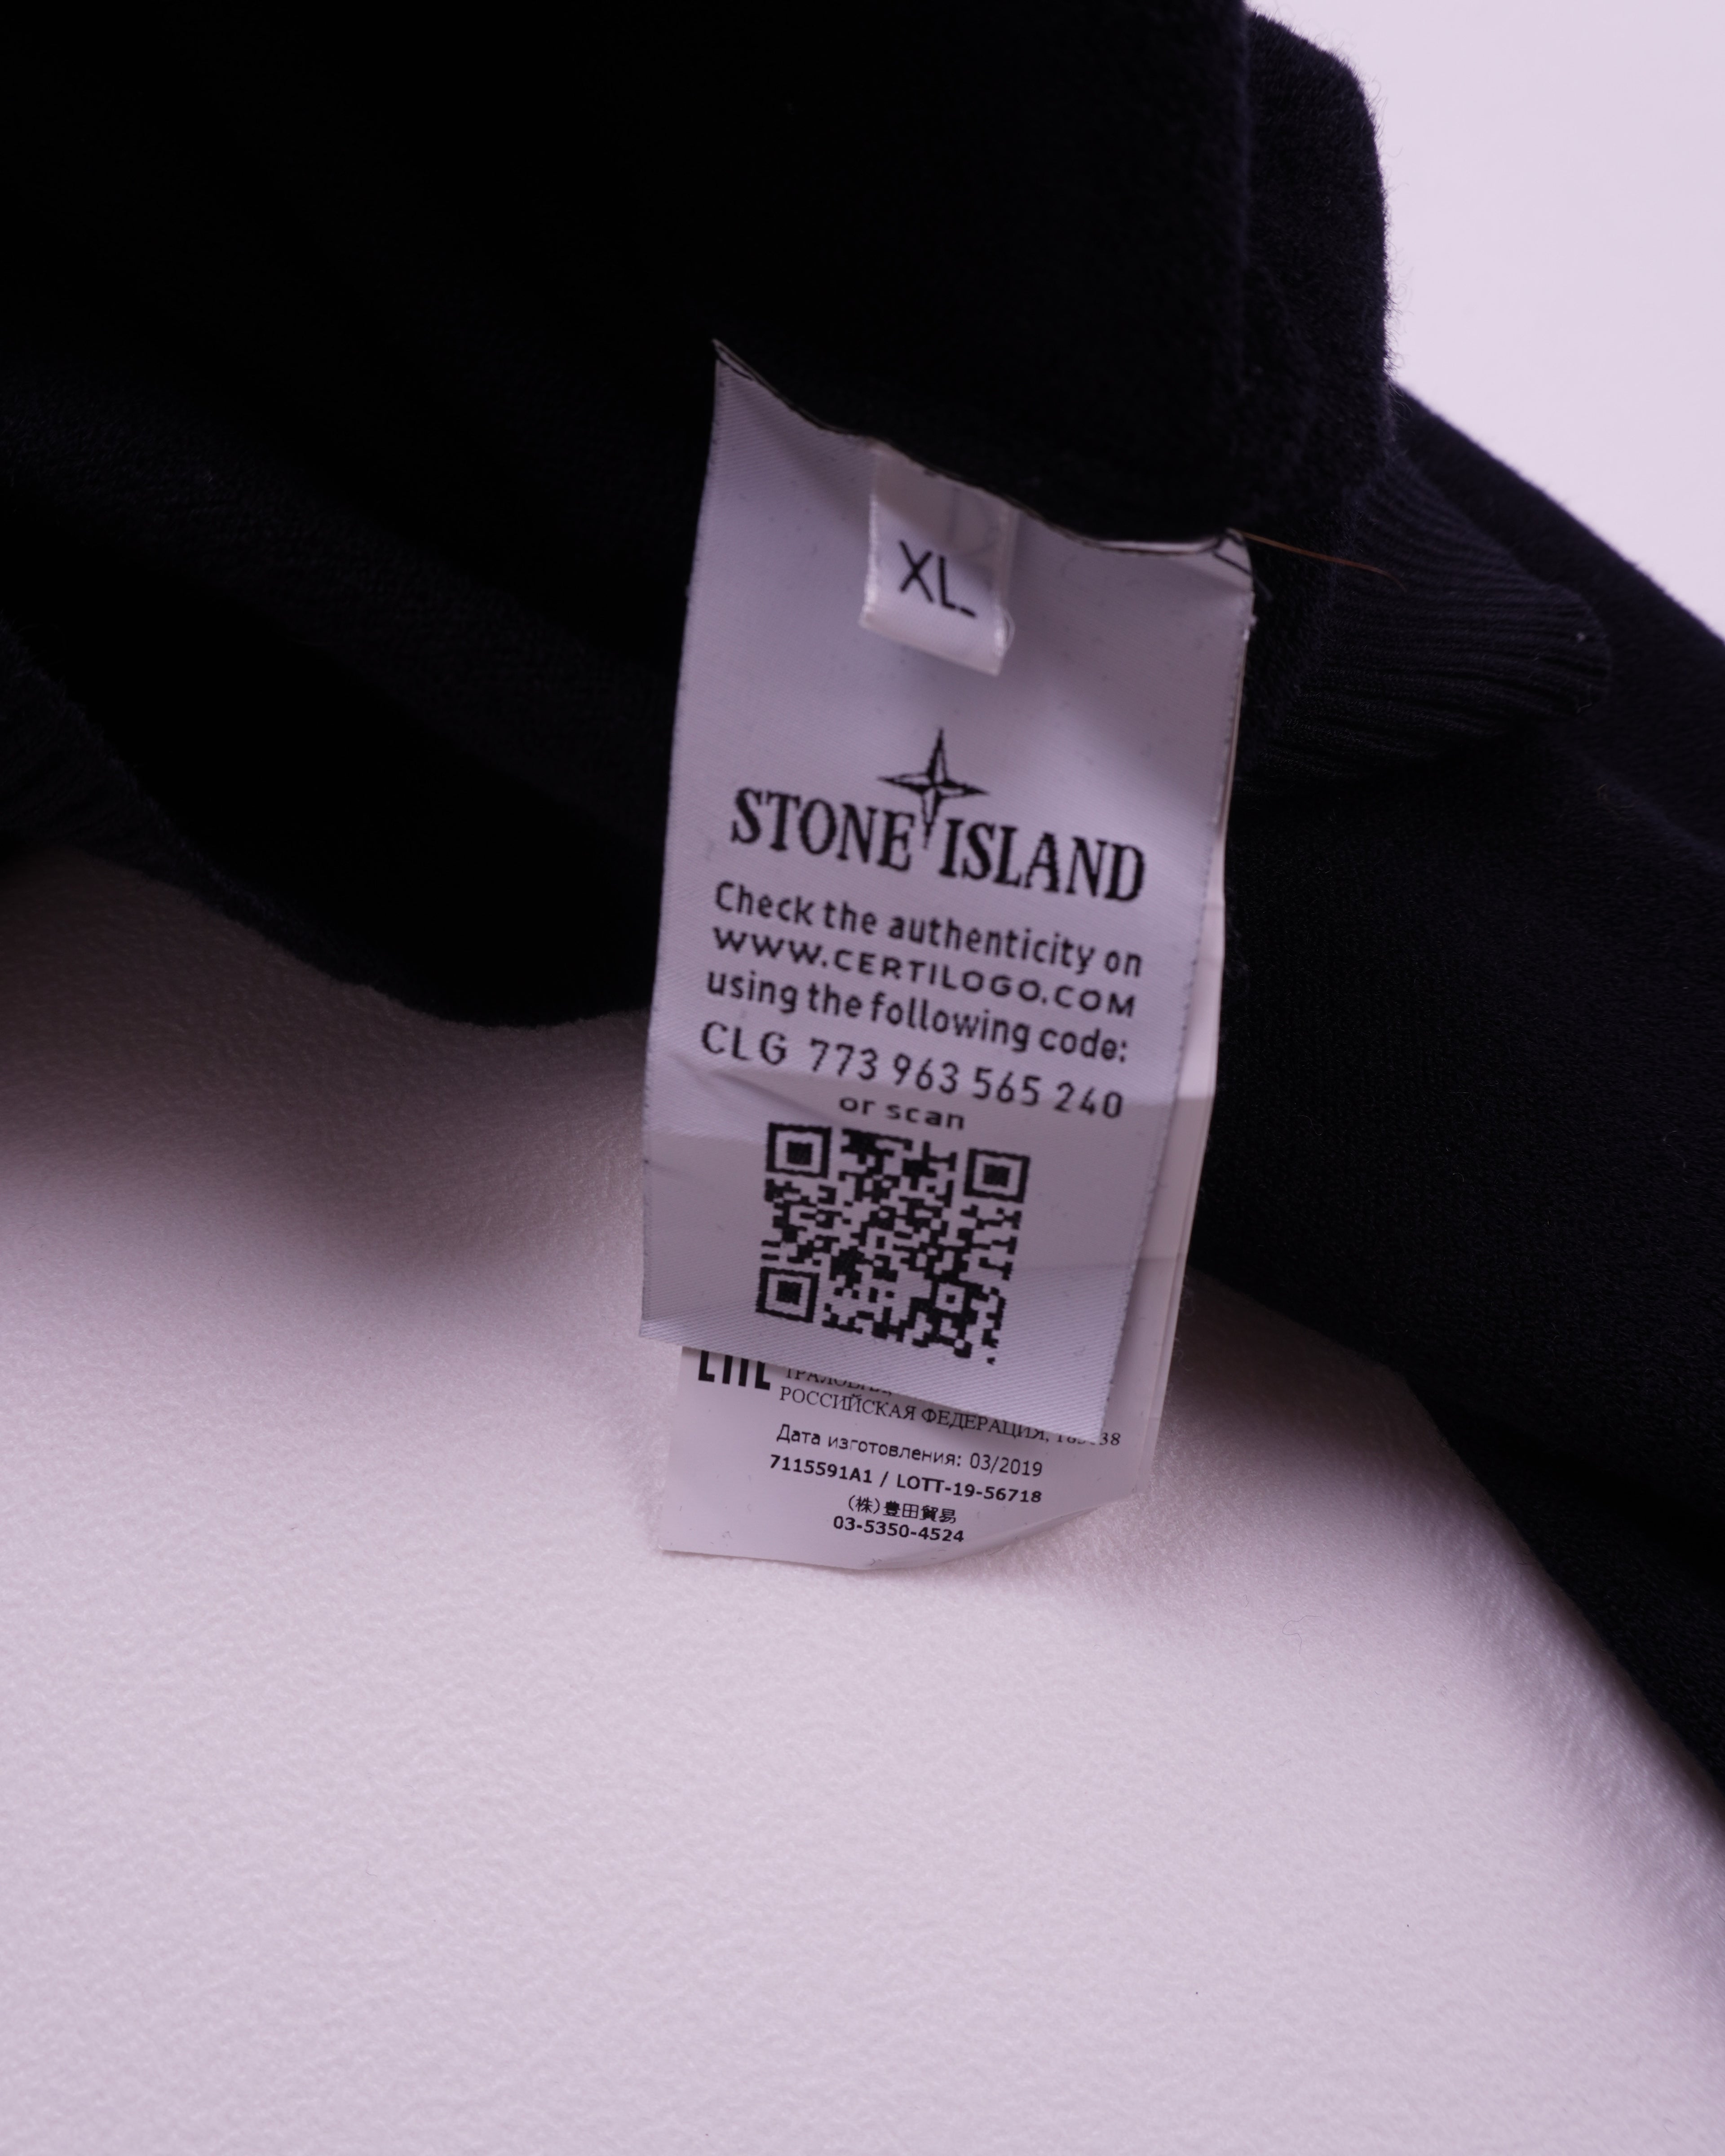 XL
STONE ISLAND
Check the authenticity on
WWW.CERTILOGO.COM
using the following code:
CLG 773 963 565 240
or scan
РОССИЙСКАЯ ФЕДЕРАЦИЯ,
Дата изготовления: 03/2019
7115591A1 / LOTT-19-56718
(株)豊田貿易
03-5350-4524